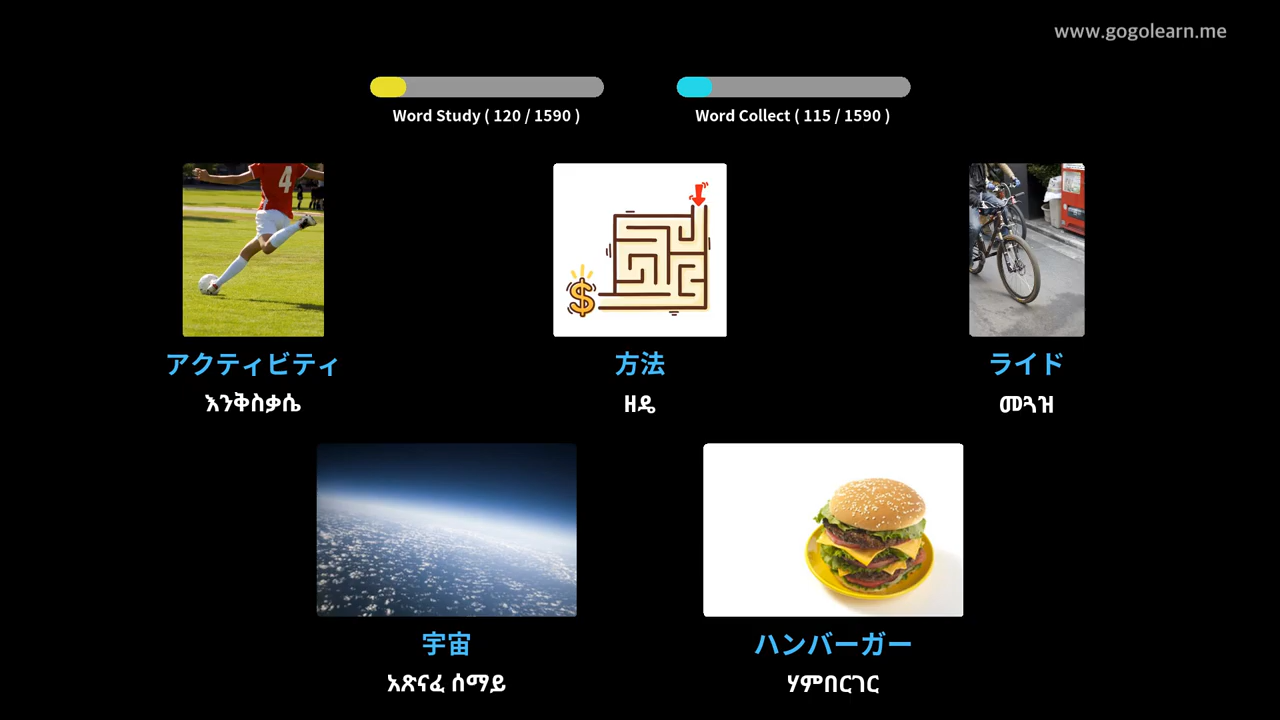 www.gogolearn.me
Word Study ( 120 / 1590 )
Word Collect ( 115 / 1590 )
4
アクティビティ
እንቅስቃሴ
方法
ዘዴ
ライド
መጓዝ
$
宇宙
አጽናፈ ሰማይ
ハンバーガー
ሃምበርገር